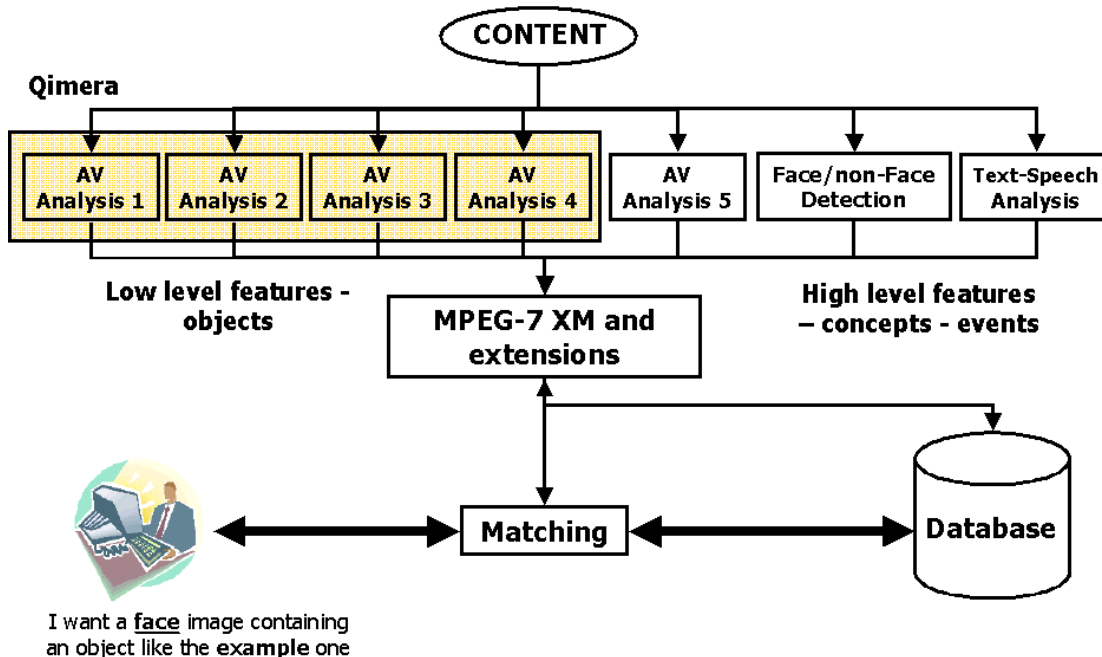 CONTENT
Qimera
AV
Analysis 1
AV
Analysis 2
AV
Analysis 3
AV
Analysis 4
AV
Analysis 5
Face/non-Face
Detection
Text-Speech
Analysis
Low level features -
objects
High level features
– concepts - events
MPEG-7 XM and
extensions
Matching
Database
I want a face image containing
an object like the example one